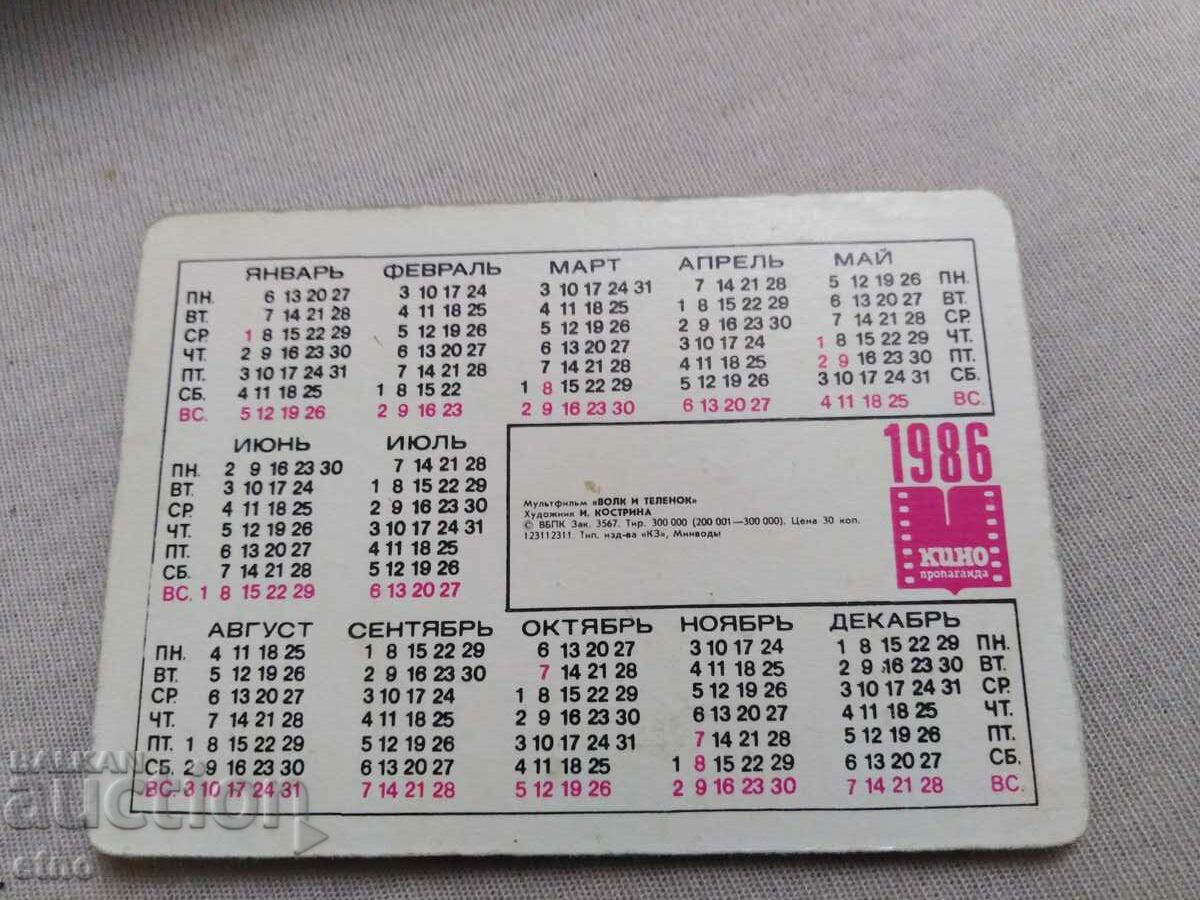 ЯНВАРЬ ФЕВРАЛЬ МАРТ АПРЕЛЬ МАЙ
ПН. 6 13 20 27 3 10 17 24 3 10 17 24 31 7 14 21 28 5 12 19 26 ПН.
ВТ. 7 14 21 28 4 11 18 25 4 11 18 25 1 8 15 22 29 6 13 20 27 ВТ.
СР. 1 8 15 22 29 5 12 19 26 5 12 19 26 2 9 16 23 30 7 14 21 28 СР.
ЧТ. 2 9 16 23 30 6 13 20 27 6 13 20 27 3 10 17 24 1 8 15 22 29 ЧТ.
ПТ. 3 10 17 24 31 7 14 21 28 7 14 21 28 4 11 18 25 2 9 16 23 30 ПТ.
СБ. 4 11 18 25 1 8 15 22 1 8 15 22 29 5 12 19 26 3 10 17 24 31 СБ.
ВС. 5 12 19 26 2 9 16 23 2 9 16 23 30 6 13 20 27 4 11 18 25 ВС.
ИЮНЬ ИЮЛЬ
ПН. 2 9 16 23 30 7 14 21 28
ВТ. 3 10 17 24 1 8 15 22 29
СР. 4 11 18 25 2 9 16 23 30
ЧТ. 5 12 19 26 3 10 17 24 31
ПТ. 6 13 20 27 4 11 18 25
СБ. 7 14 21 28 5 12 19 26
ВС. 1 8 15 22 29 6 13 20 27
Мультфильм «ВОЛК И ТЕЛЕНОК»
Художник И. КОСТРИНА
© ВБПК Зак. 3567. Тир. 300 000 (200 001—300 000). Цена 30 коп.
123112311. Тип. изд-ва «КЗ», Минводы
1986
КИНО
пропаганда
АВГУСТ СЕНТЯБРЬ ОКТЯБРЬ НОЯБРЬ ДЕКАБРЬ
ПН. 4 11 18 25 1 8 15 22 29 6 13 20 27 3 10 17 24 1 8 15 22 29 ПН.
ВТ. 5 12 19 26 2 9 16 23 30 7 14 21 28 4 11 18 25 2 9 16 23 30 ВТ.
СР. 6 13 20 27 3 10 17 24 1 8 15 22 29 5 12 19 26 3 10 17 24 31 СР.
ЧТ. 7 14 21 28 4 11 18 25 2 9 16 23 30 6 13 20 27 4 11 18 25 ЧТ.
ПТ. 1 8 15 22 29 5 12 19 26 3 10 17 24 31 7 14 21 28 5 12 19 26 ПТ.
СБ. 2 9 16 23 30 6 13 20 27 4 11 18 25 1 8 15 22 29 6 13 20 27 СБ.
ВС. 3 10 17 24 31 7 14 21 28 5 12 19 26 2 9 16 23 30 7 14 21 28 ВС.
BALKAN
auction
etno